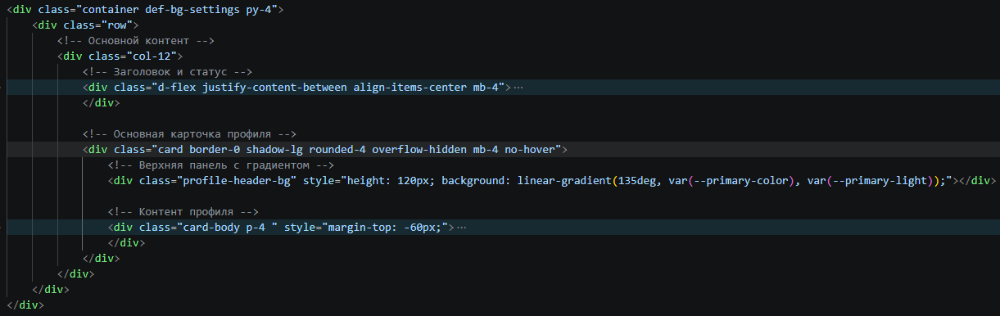 <div class="container def-bg-settings py-4">
<div class="row">
<!-- Основной контент -->
<div class="col-12">
<!-- Заголовок и статус -->
<div class="d-flex justify-content-between align-items-center mb-4">⋯
</div>
<!-- Основная карточка профиля -->
<div class="card border-0 shadow-lg rounded-4 overflow-hidden mb-4 no-hover">
<!-- Верхняя панель с градиентом -->
<div class="profile-header-bg" style="height: 120px; background: linear-gradient(135deg, var(--primary-color), var(--primary-light));"></div>
<!-- Контент профиля -->
<div class="card-body p-4 " style="margin-top: -60px;">⋯
</div>
</div>
</div>
</div>
</div>